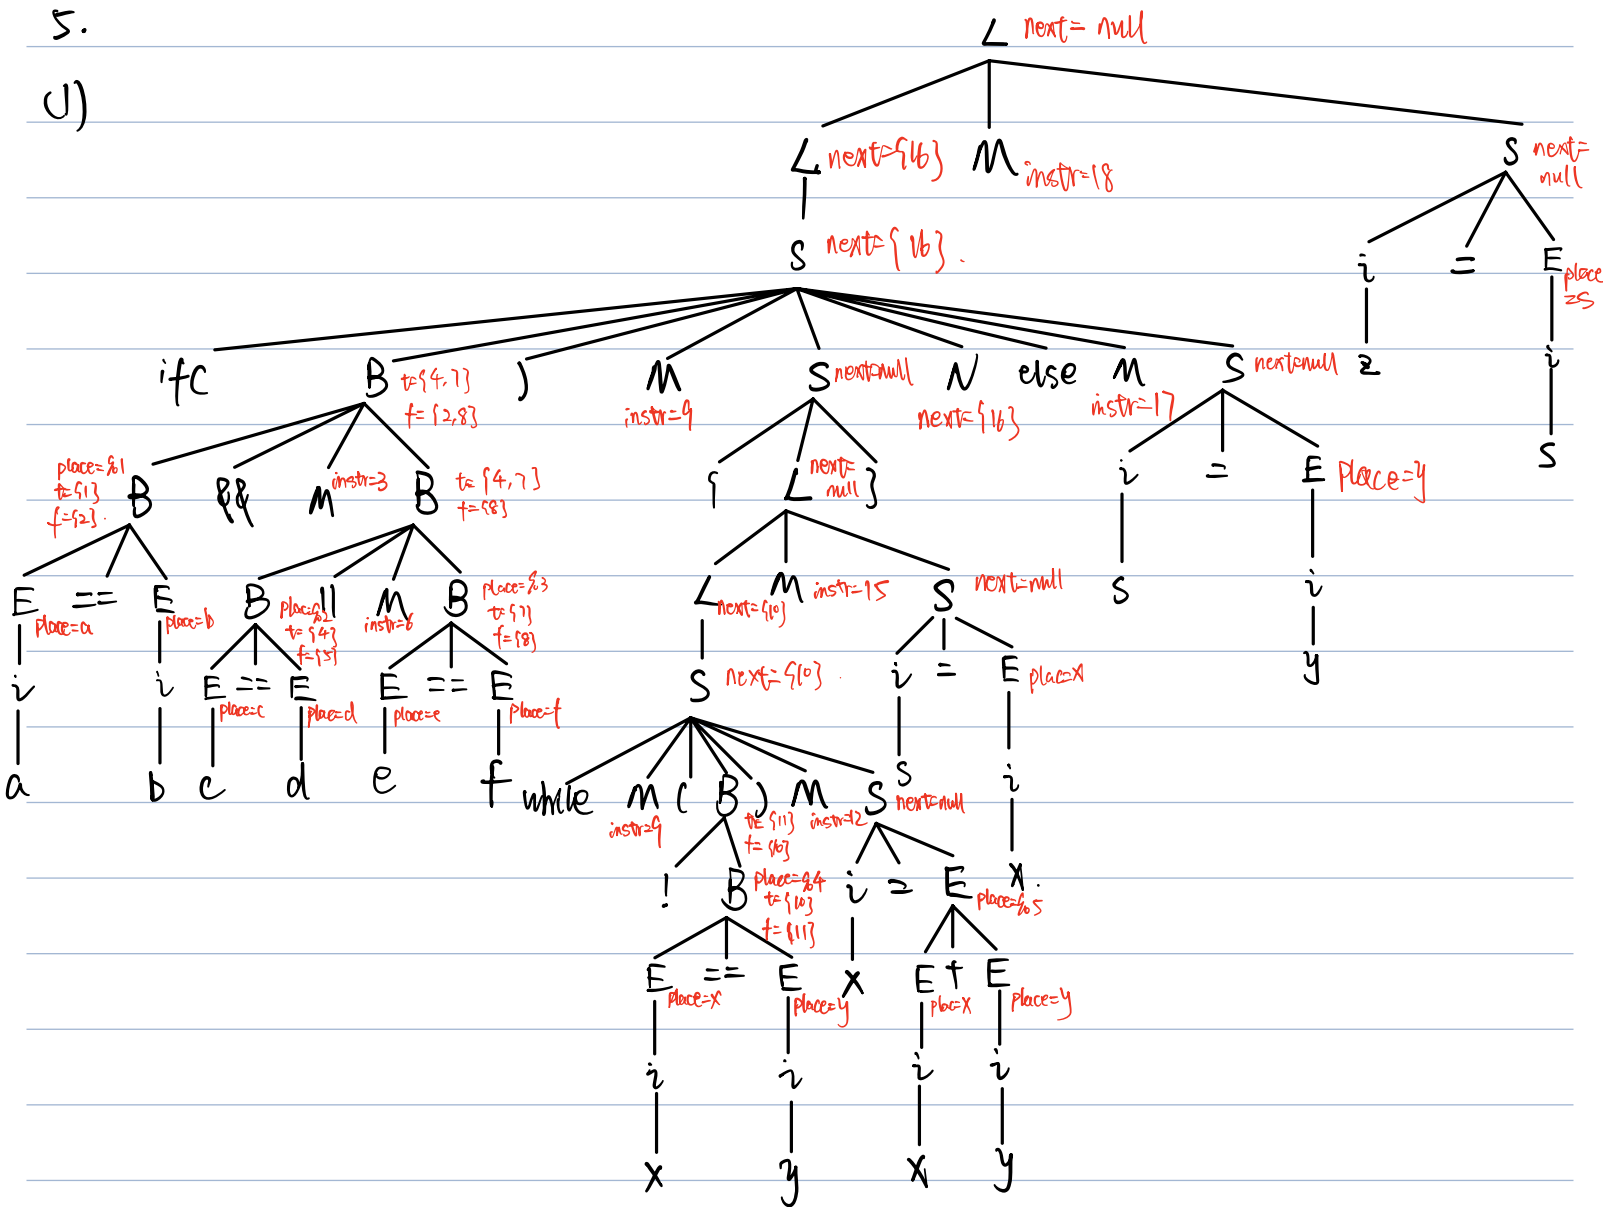 5.
(1)
L next= null
L next={16} M instr=18 S next= null
S next={16}.
i = E place =s
if( B t={4,7} f={2,8} ) M instr=9 S next=null N next={16} else M instr=17 S next=null z i
place=%1 t={1} f={2}. B && M instr=3 B t={4,7} f={8} { L next= null } i = E place=y s
E place=a == E place=b B place=%2 t={4} f={5} || M instr=6 B place=%3 t={7} f={8} L next={10} M instr=15 S next=null s i
i i E place=c == E place=d E place=e == E place=f S next={10} i = E plac=x y
a b c d e f while M instr=9 ( B t={11} f={10} ) M instr=12 S next=null s i
! B place=%4 t={10} f={11} i = E place=%5 x.
E place=x == E place=y x E plac=x + E place=y
i i i i
x y x y